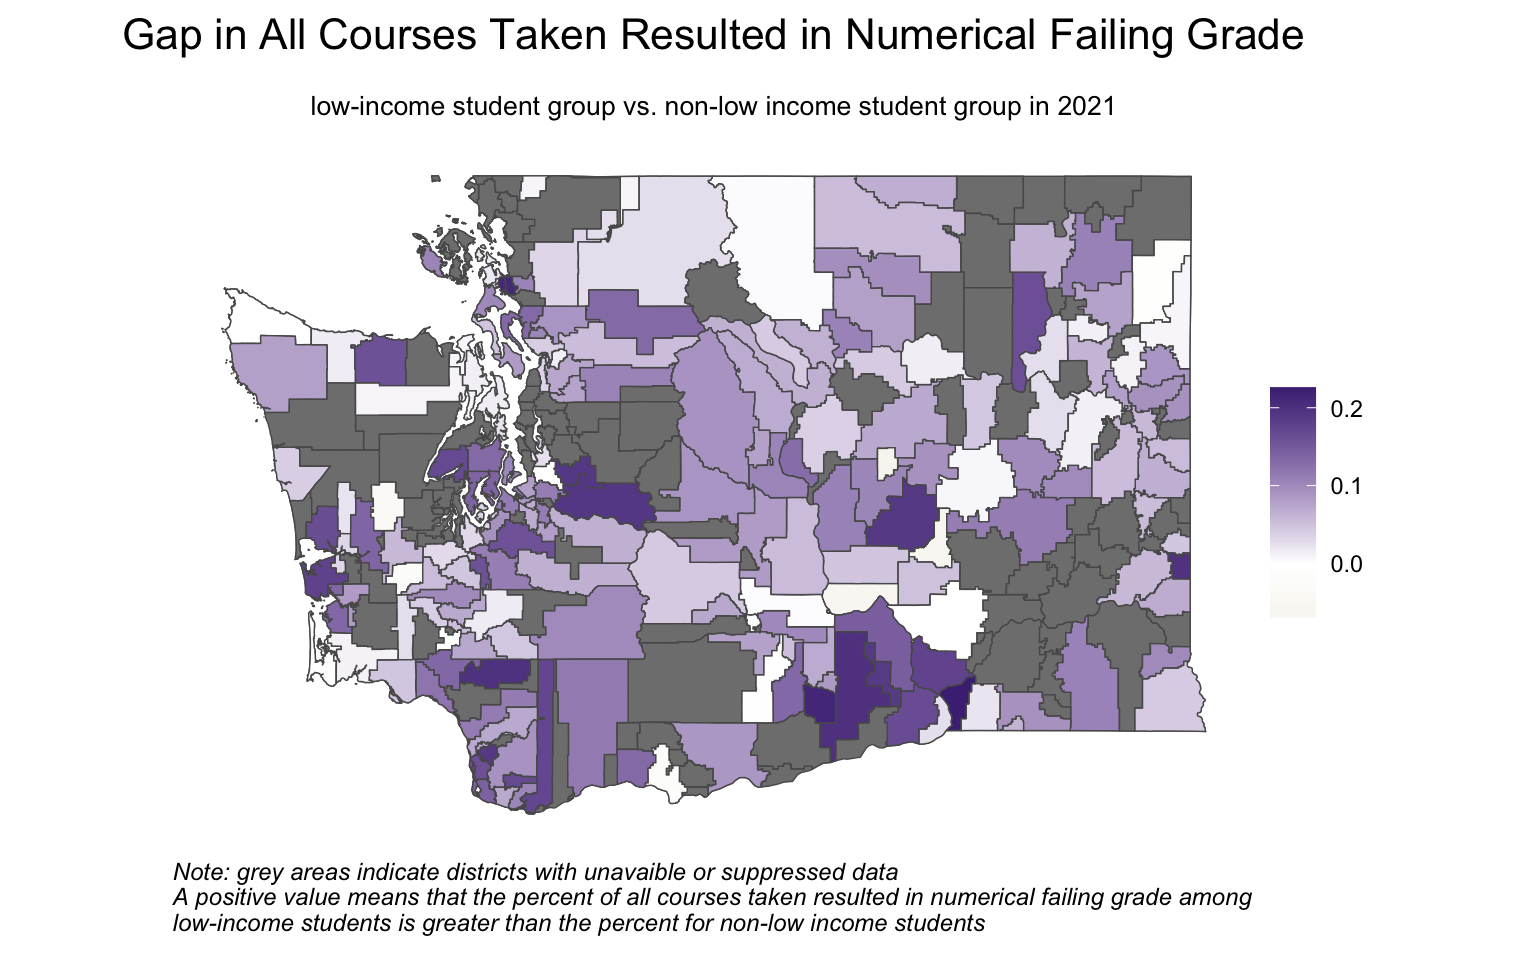 Gap in All Courses Taken Resulted in Numerical Failing Grade
low-income student group vs. non-low income student group in 2021
0.2
0.1
0.0
Note: grey areas indicate districts with unavaible or suppressed data
A positive value means that the percent of all courses taken resulted in numerical failing grade among
low-income students is greater than the percent for non-low income students